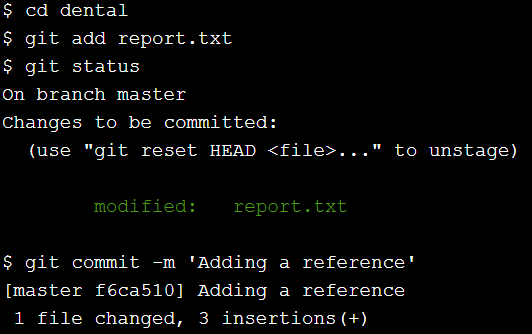 $ cd dental
$ git add report.txt
$ git status
On branch master
Changes to be committed:
  (use "git reset HEAD <file>..." to unstage)
        modified:   report.txt
$ git commit -m 'Adding a reference'
[master f6ca510] Adding a reference
 1 file changed, 3 insertions(+)